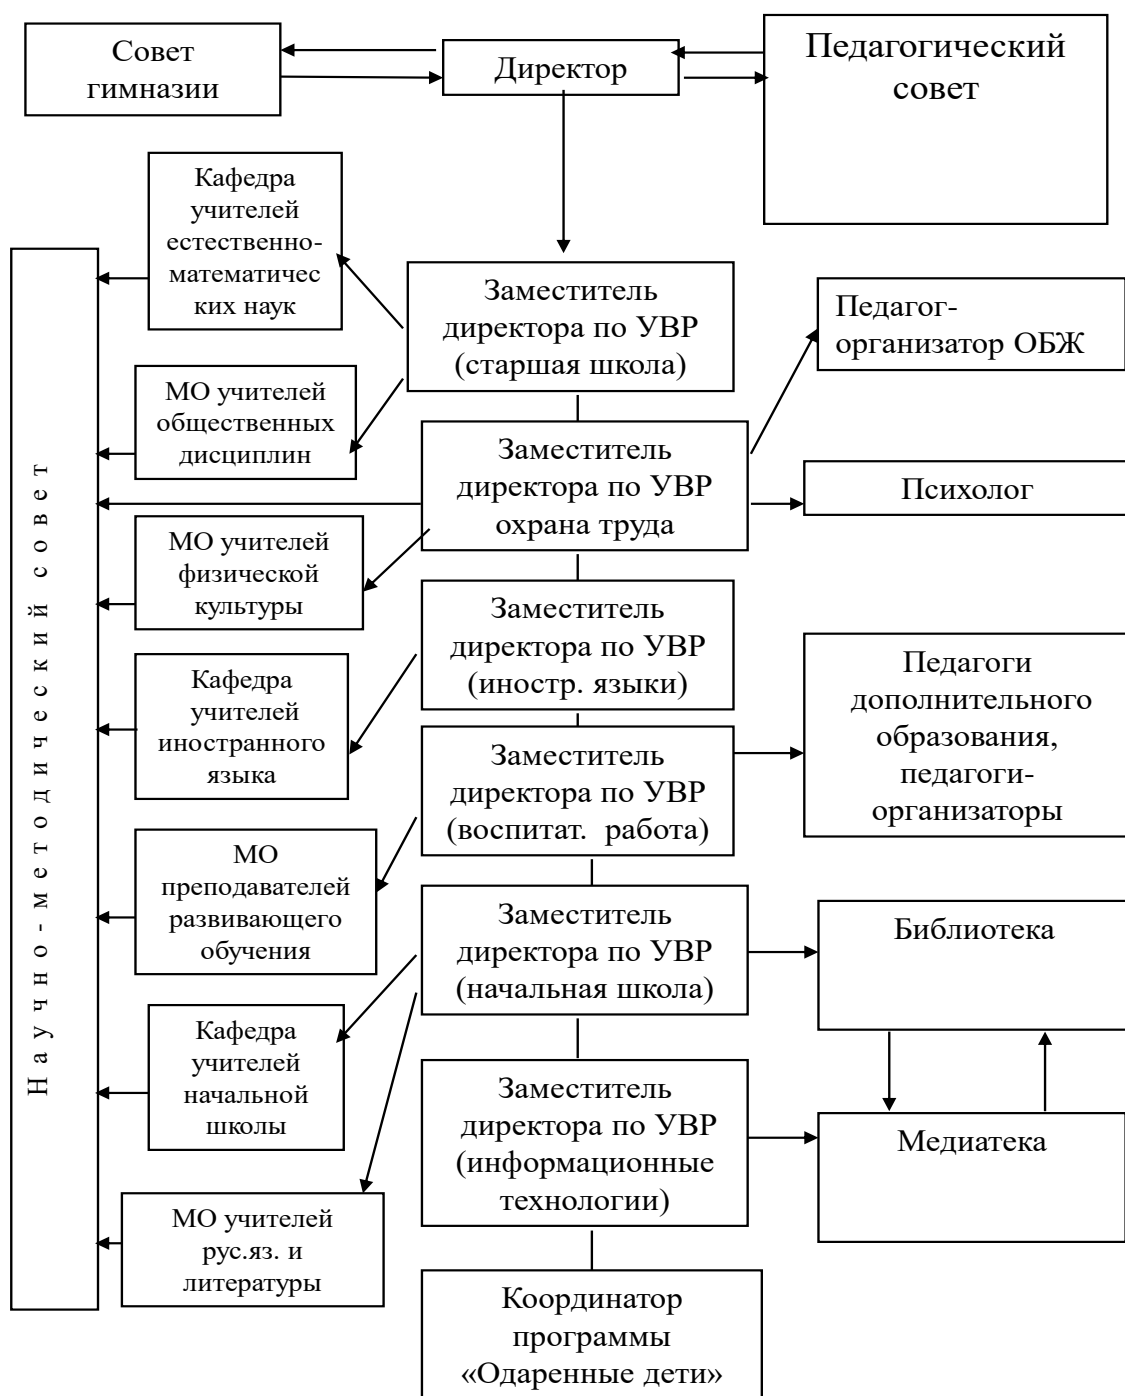 Совет
гимназии
Директор
Педагогический
совет
Кафедра
учителей
естественно-
математичес
ких наук
Заместитель
директора по УВР
(старшая школа)
Педагог-
организатор ОБЖ
МО учителей
общественных
дисциплин
Заместитель
директора по УВР
охрана труда
Психолог
Научно-методический совет
МО учителей
физической
культуры
Заместитель
директора по УВР
(иностр. языки)
Педагоги
дополнительного
образования,
педагоги-
организаторы
Кафедра
учителей
иностранного
языка
Заместитель
директора по УВР
(воспитат. работа)
МО
преподавателей
развивающего
обучения
Заместитель
директора по УВР
(начальная школа)
Библиотека
Кафедра
учителей
начальной
школы
Заместитель
директора по УВР
(информационные
технологии)
Медиатека
МО учителей
рус.яз. и
литературы
Координатор
программы
«Одаренные дети»